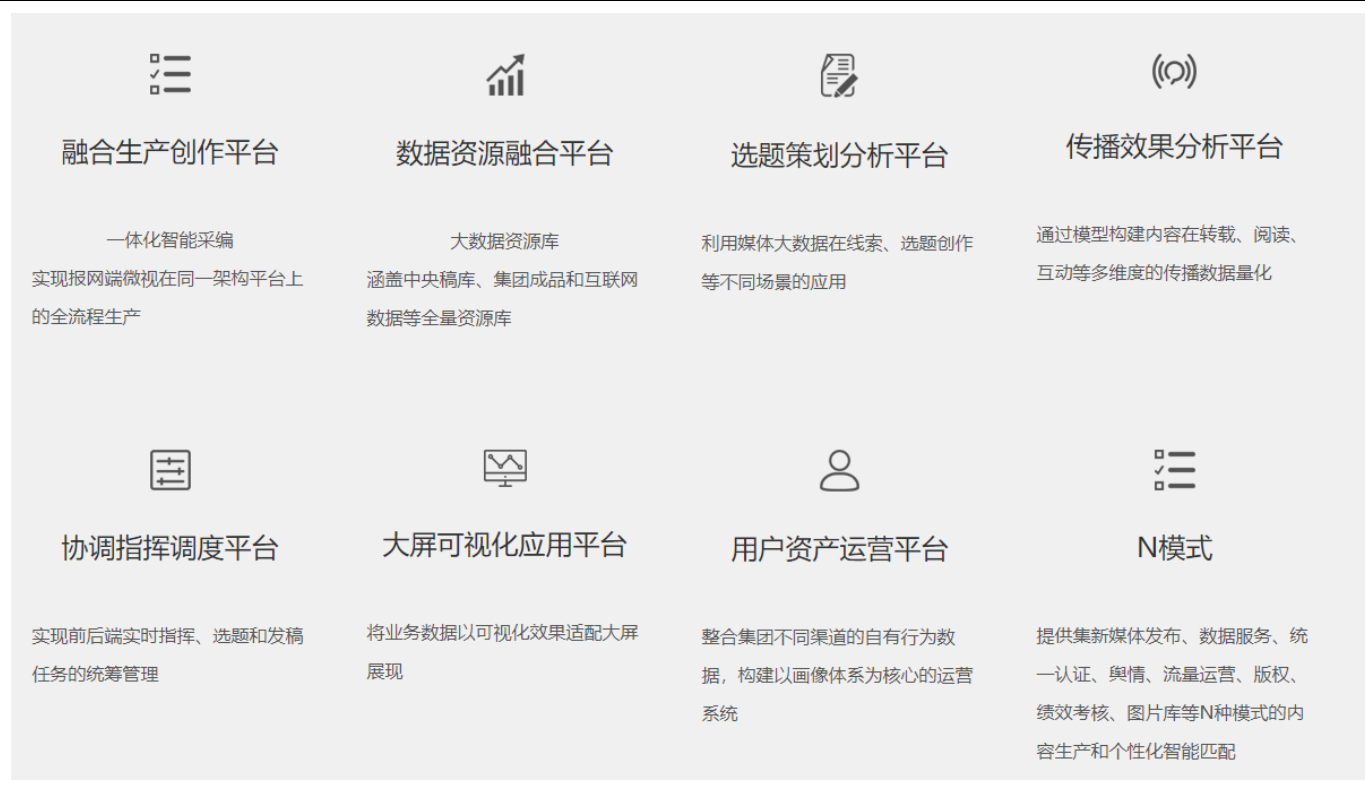 融合生产创作平台
一体化智能采编
实现报网端微视在同一架构平台上
的全流程生产
数据资源融合平台
大数据资源库
涵盖中央稿库、集团成品和互联网
数据等全量资源库
选题策划分析平台
利用媒体大数据在线索、选题创作
等不同场景的应用
传播效果分析平台
通过模型构建内容在转载、阅读、
互动等多维度的传播数据量化
协调指挥调度平台
实现前后端实时指挥、选题和发稿
任务的统筹管理
大屏可视化应用平台
将业务数据以可视化效果适配大屏
展现
用户资产运营平台
整合集团不同渠道的自有行为数
据，构建以画像体系为核心的运营
系统
N模式
提供集新媒体发布、数据服务、统
一认证、舆情、流量运营、版权、
绩效考核、图片库等N种模式的内
容生产和个性化智能匹配